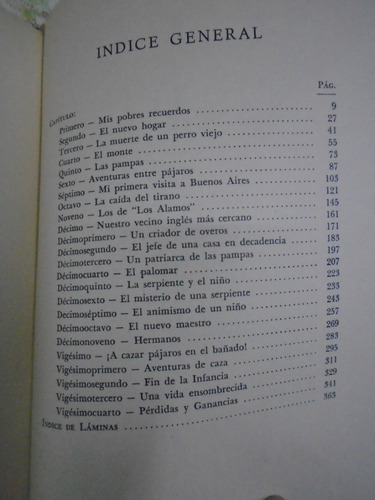 INDICE GENERAL
PÁG.
Capítulo:
Primero — Mis pobres recuerdos 9
Segundo — El nuevo hogar 27
Tercero — La muerte de un perro viejo 41
Cuarto — El monte 55
Quinto — Las pampas 73
Sexto — Aventuras entre pájaros 87
Séptimo — Mi primera visita a Buenos Aires 103
Octavo — La caída del tirano 121
Noveno — Los de "Los Alamos" 145
Décimo — Nuestro vecino inglés más cercano 161
Décimoprimero — Un criador de overos 171
Décimosegundo — El jefe de una casa en decadencia 183
Décimotercero — Un patriarca de las pampas 197
Décimocuarto — El palomar 207
Décimoquinto — La serpiente y el niño 223
Décimosexto — El misterio de una serpiente 233
Décimoséptimo — El animismo de un niño 243
Décimooctavo — El nuevo maestro 257
Décimonoveno — Hermanos 269
Vigésimo — ¡A cazar pájaros en el bañado! 283
Vigésimoprimero — Aventuras de caza 295
Vigésimosegundo — Fin de la Infancia 311
Vigésimotercero — Una vida ensombrecida 329
Vigésimocuarto — Pérdidas y Ganancias 341
INDICE DE LÁMINAS 365